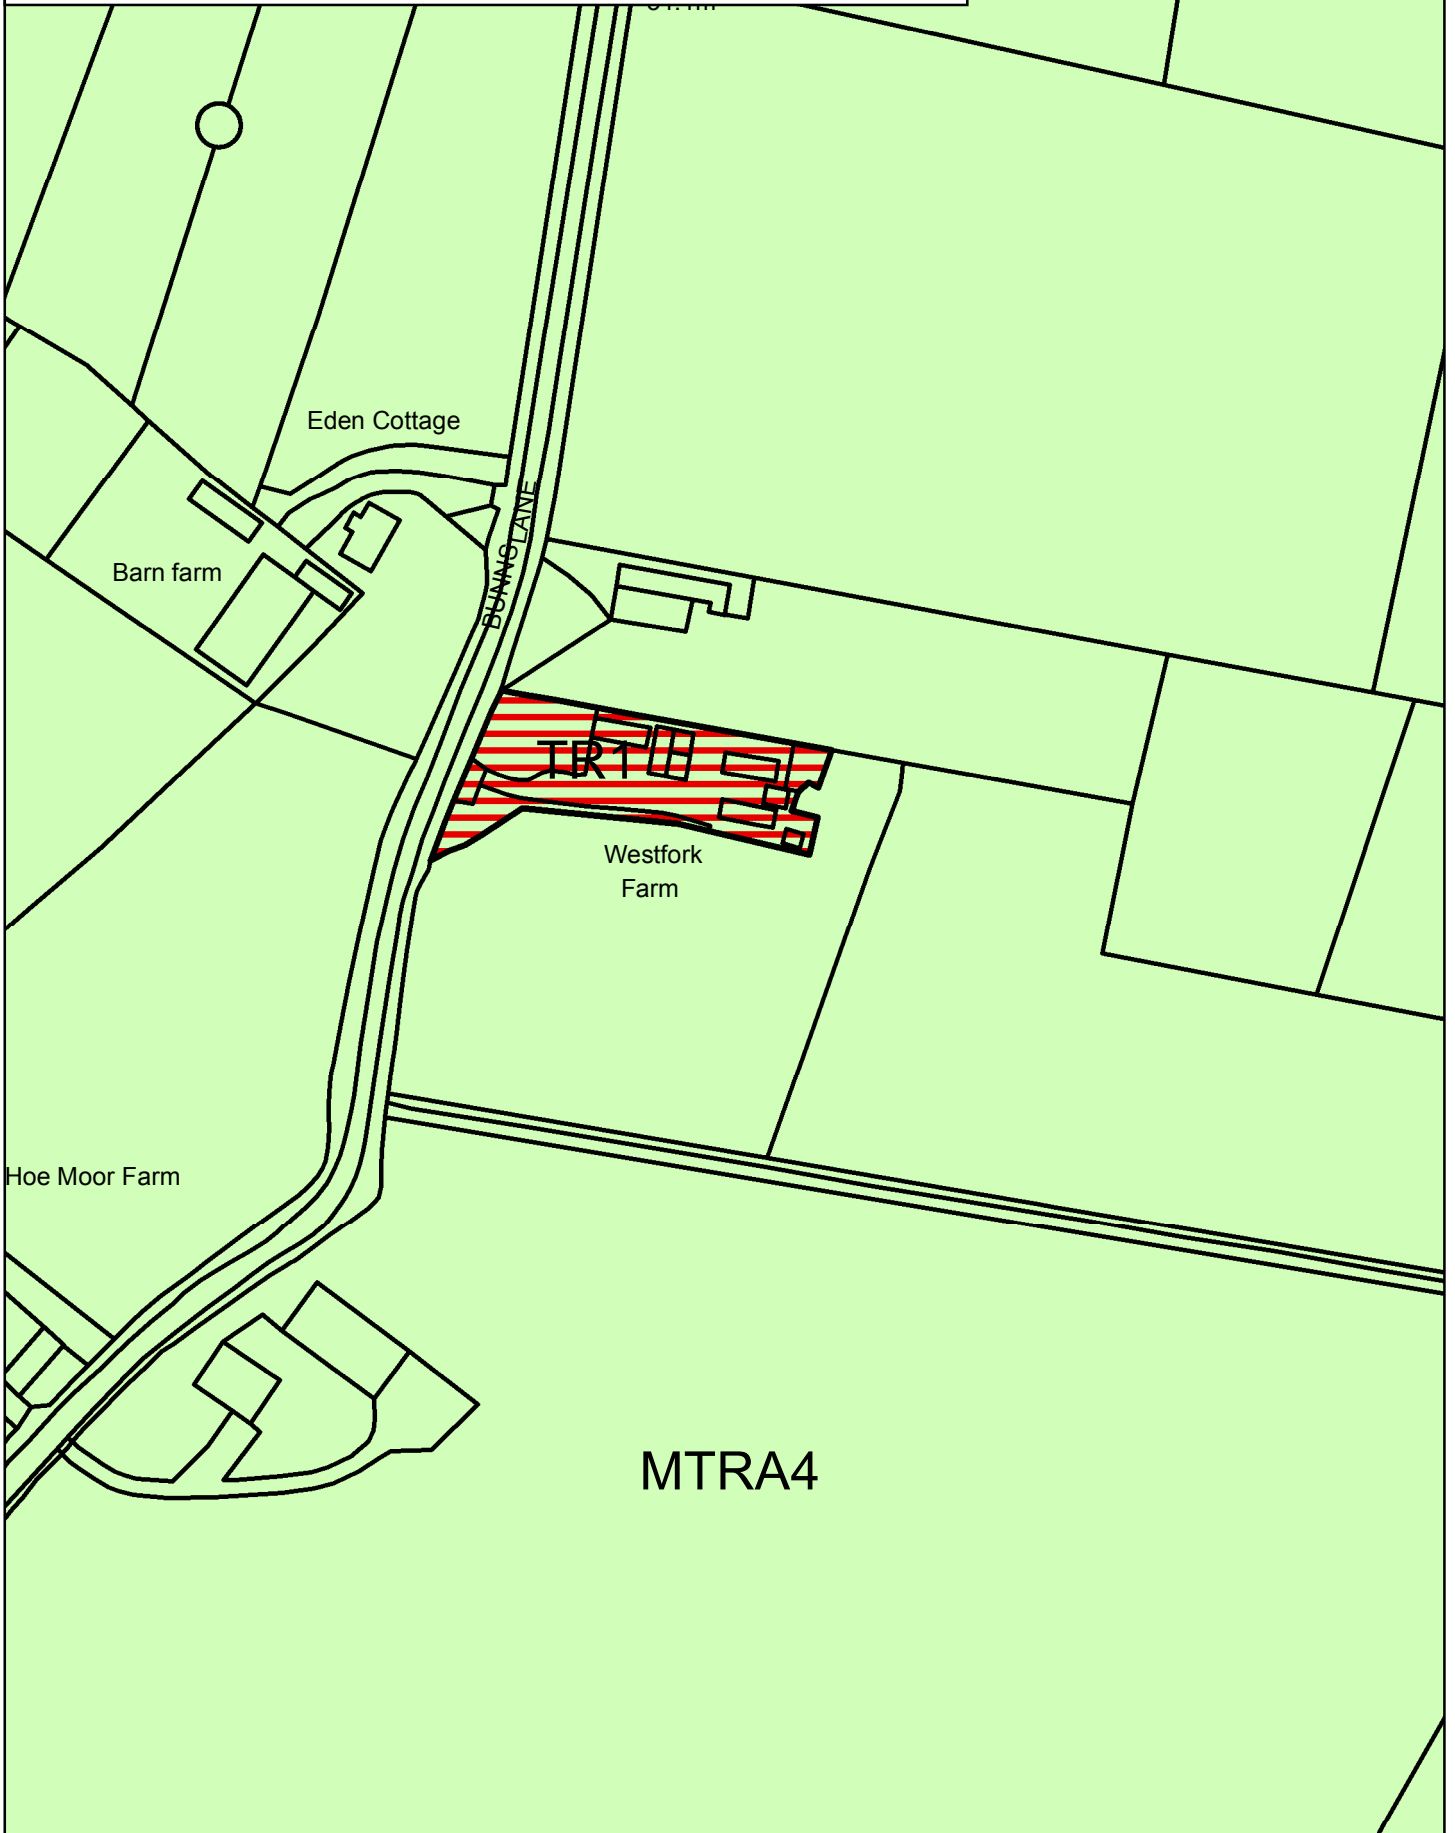 Eden Cottage
BUNNS LANE
Barn farm
TR1
Westfork
Farm
Hoe Moor Farm
MTRA4